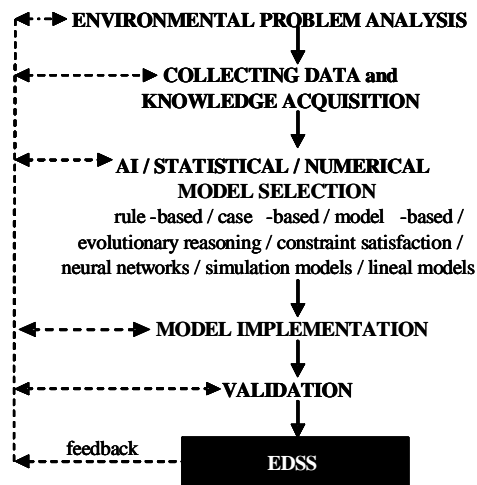 ENVIRONMENTAL PROBLEM ANALYSIS
COLLECTING DATA and
KNOWLEDGE ACQUISITION
AI / STATISTICAL / NUMERICAL
MODEL SELECTION
rule -based / case -based / model -based /
evolutionary reasoning / constraint satisfaction /
neural networks / simulation models / lineal models
MODEL IMPLEMENTATION
VALIDATION
feedback
EDSS